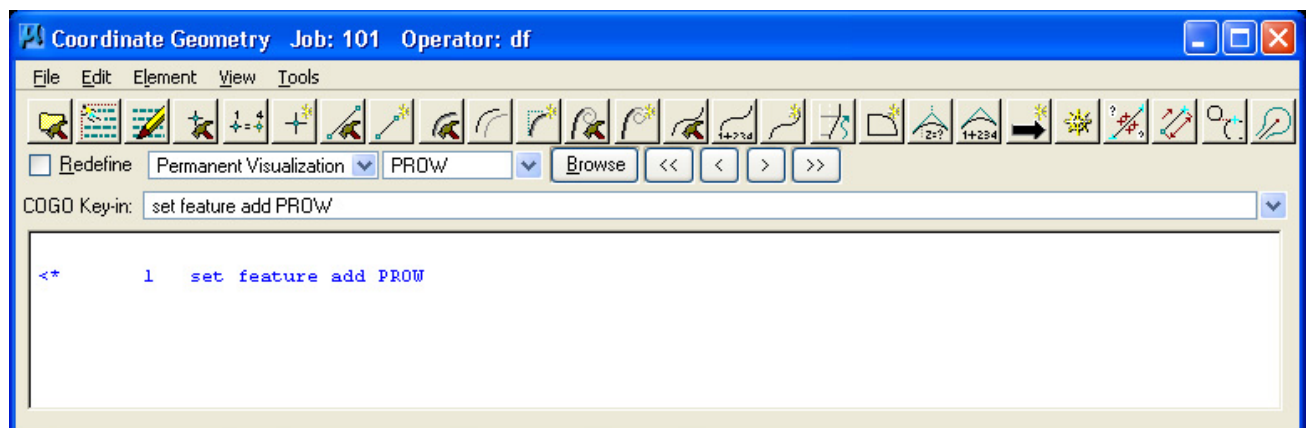 Coordinate Geometry Job: 101 Operator: df
File Edit Element View Tools
Redefine Permanent Visualization PROW Browse << < > >>
COGO Key-in: set feature add PROW
<* 1 set feature add PROW